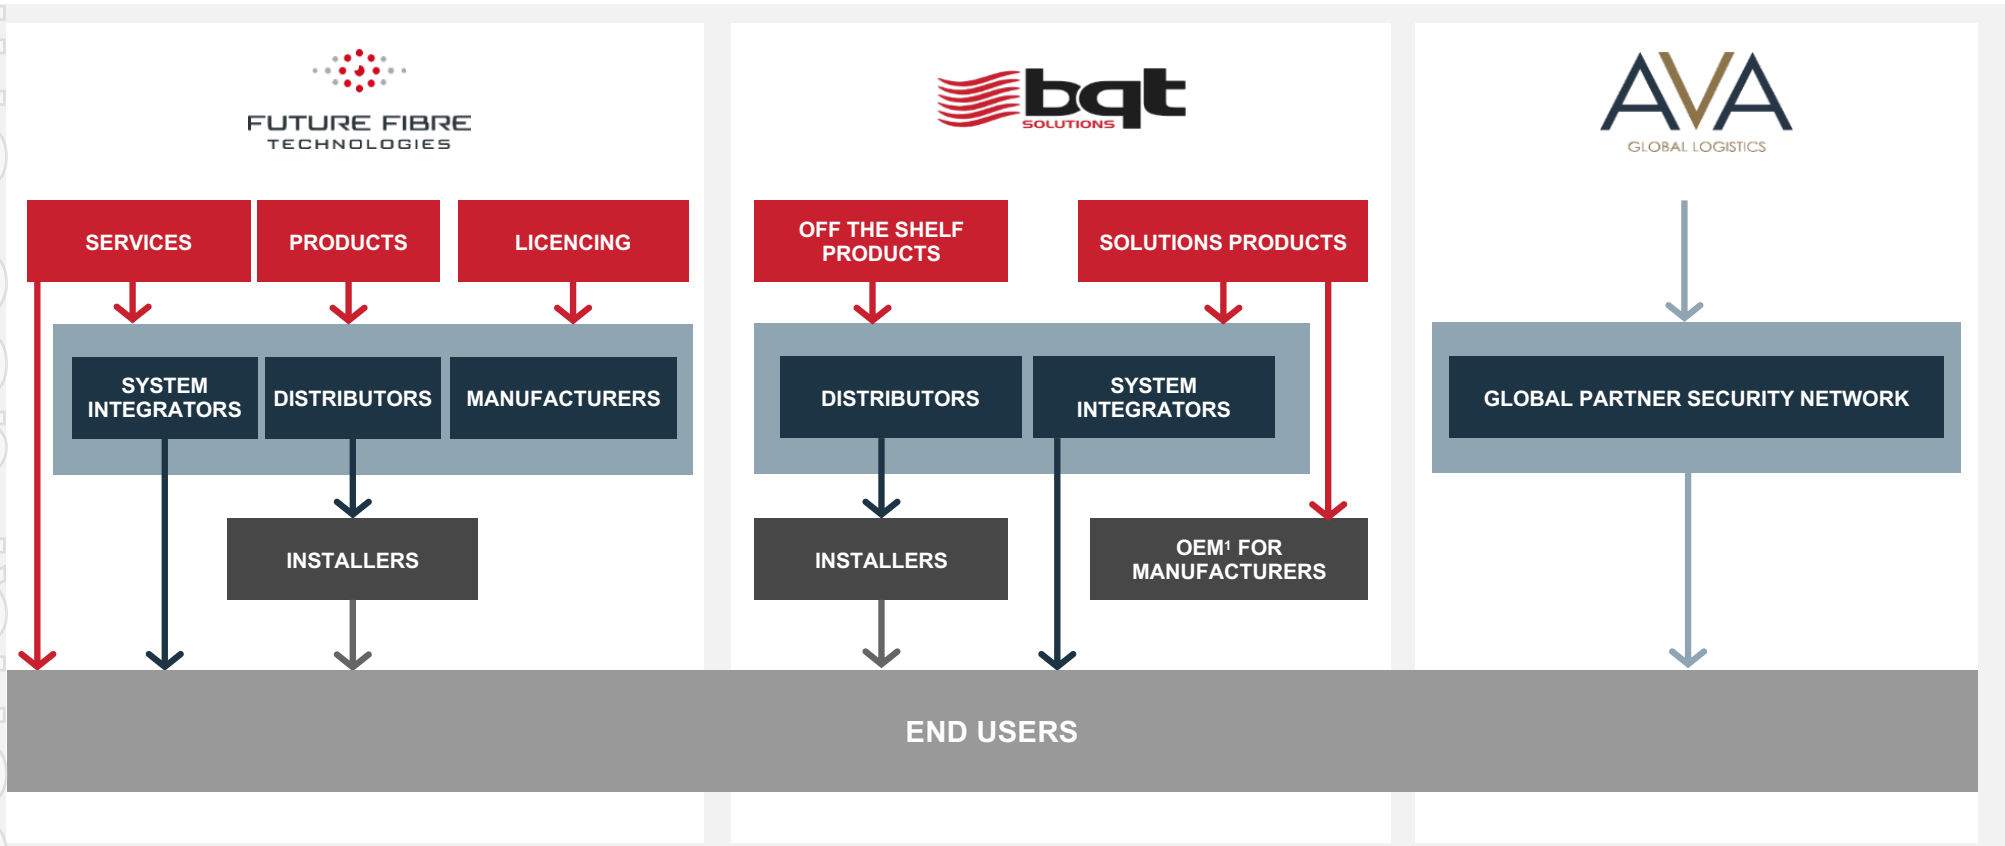 FUTURE FIBRE
TECHNOLOGIES
SERVICES
PRODUCTS
LICENCING
SYSTEM
INTEGRATORS
DISTRIBUTORS
MANUFACTURERS
INSTALLERS
bqt
SOLUTIONS
OFF THE SHELF
PRODUCTS
SOLUTIONS PRODUCTS
DISTRIBUTORS
SYSTEM
INTEGRATORS
INSTALLERS
OEM¹ FOR
MANUFACTURERS
AVA
GLOBAL LOGISTICS
GLOBAL PARTNER SECURITY NETWORK
END USERS